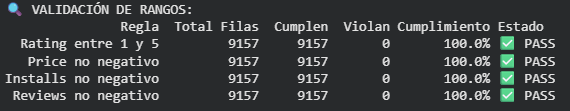 🔍 VALIDACIÓN DE RANGOS:
Regla Total Filas Cumplen Violan Cumplimiento Estado
Rating entre 1 y 5 9157 9157 0 100.0% ✅ PASS
Price no negativo 9157 9157 0 100.0% ✅ PASS
Installs no negativo 9157 9157 0 100.0% ✅ PASS
Reviews no negativo 9157 9157 0 100.0% ✅ PASS